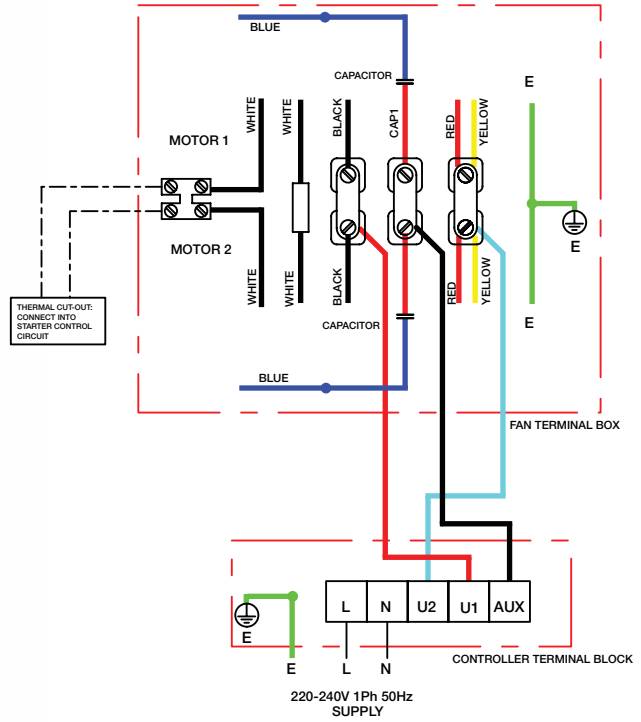 BLUE
CAPACITOR
WHITE
WHITE
BLACK
CAP1
RED
YELLOW
E
MOTOR 1
MOTOR 2
E
THERMAL CUT-OUT:
CONNECT INTO
STARTER CONTROL
CIRCUIT
WHITE
WHITE
BLACK
RED
YELLOW
E
CAPACITOR
BLUE
FAN TERMINAL BOX
L
N
U2
U1
AUX
E
E
L
N
CONTROLLER TERMINAL BLOCK
220-240V 1Ph 50Hz
SUPPLY